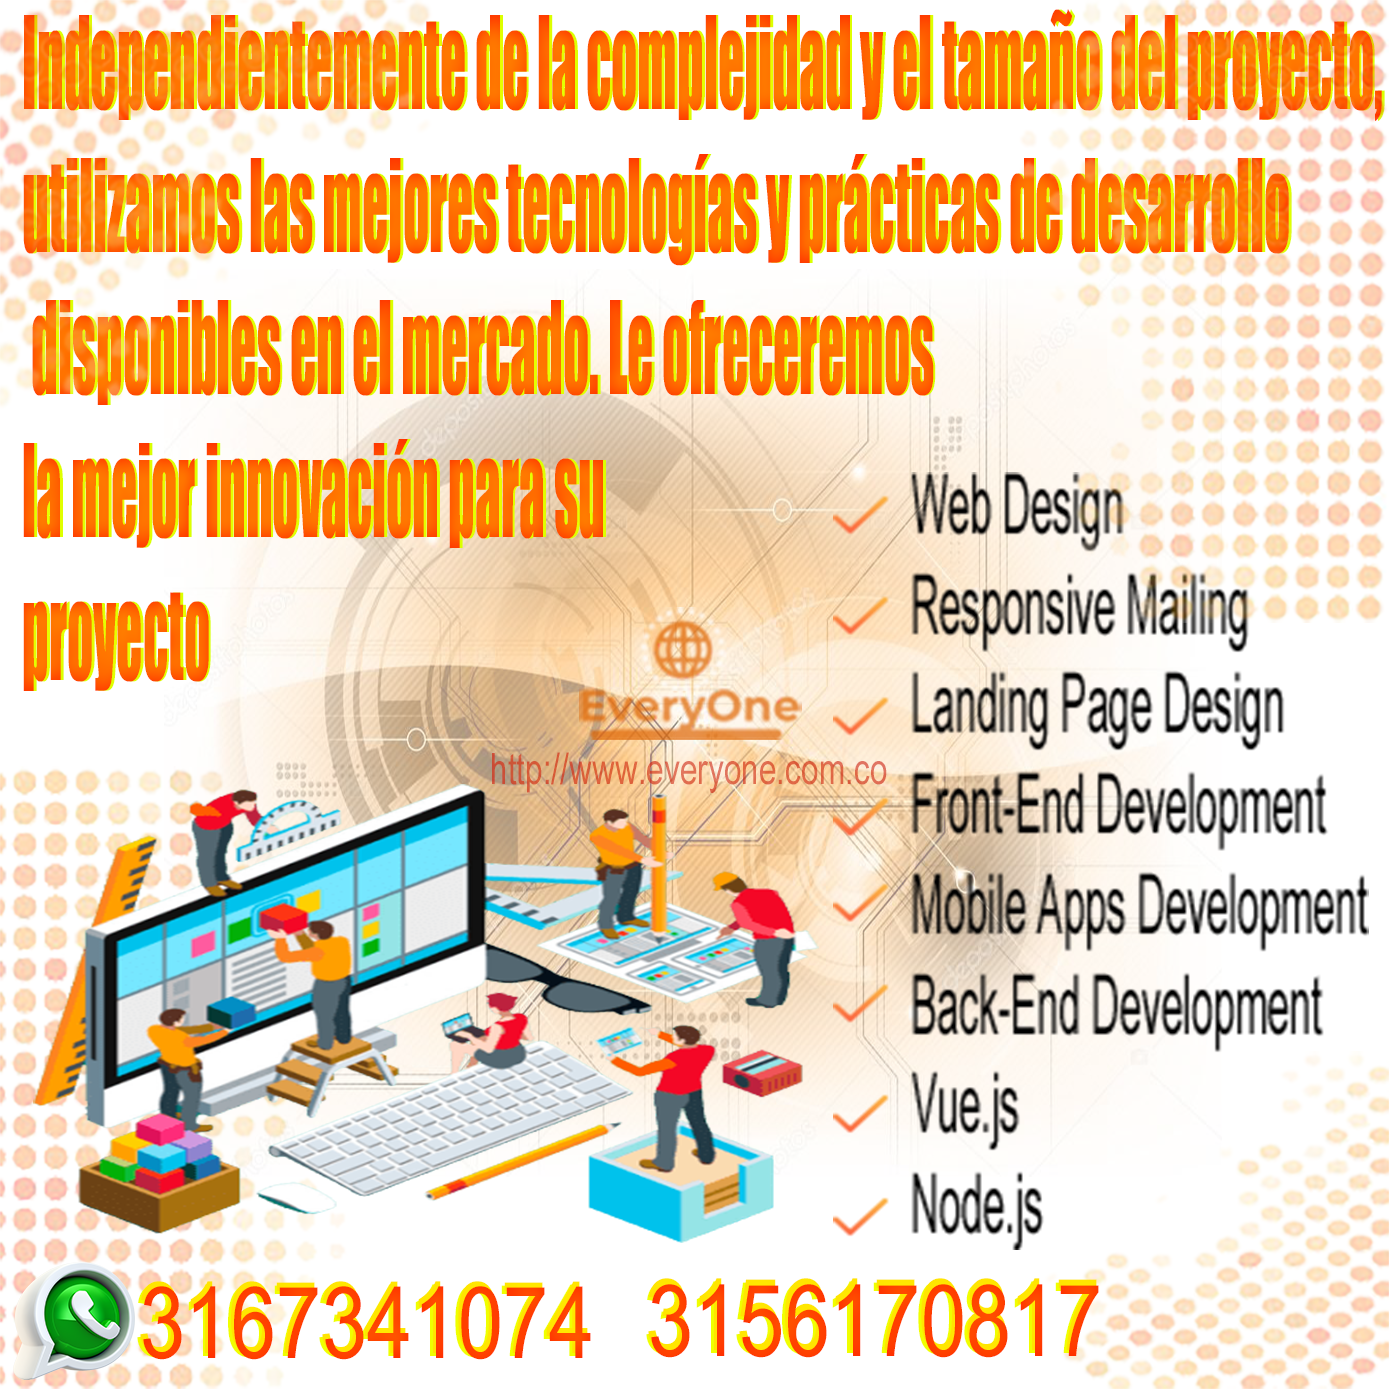 Independientemente de la complejidad y el tamaño del proyecto,
utilizamos las mejores tecnologías y prácticas de desarrollo
disponibles en el mercado. Le ofreceremos
la mejor innovación para su
proyecto
Web Design
Responsive Mailing
EveryOne
Landing Page Design
http://www.everyone.com.co
Front-End Development
Mobile Apps Development
Back-End Development
Vue.js
Node.js
3167341074 3156170817